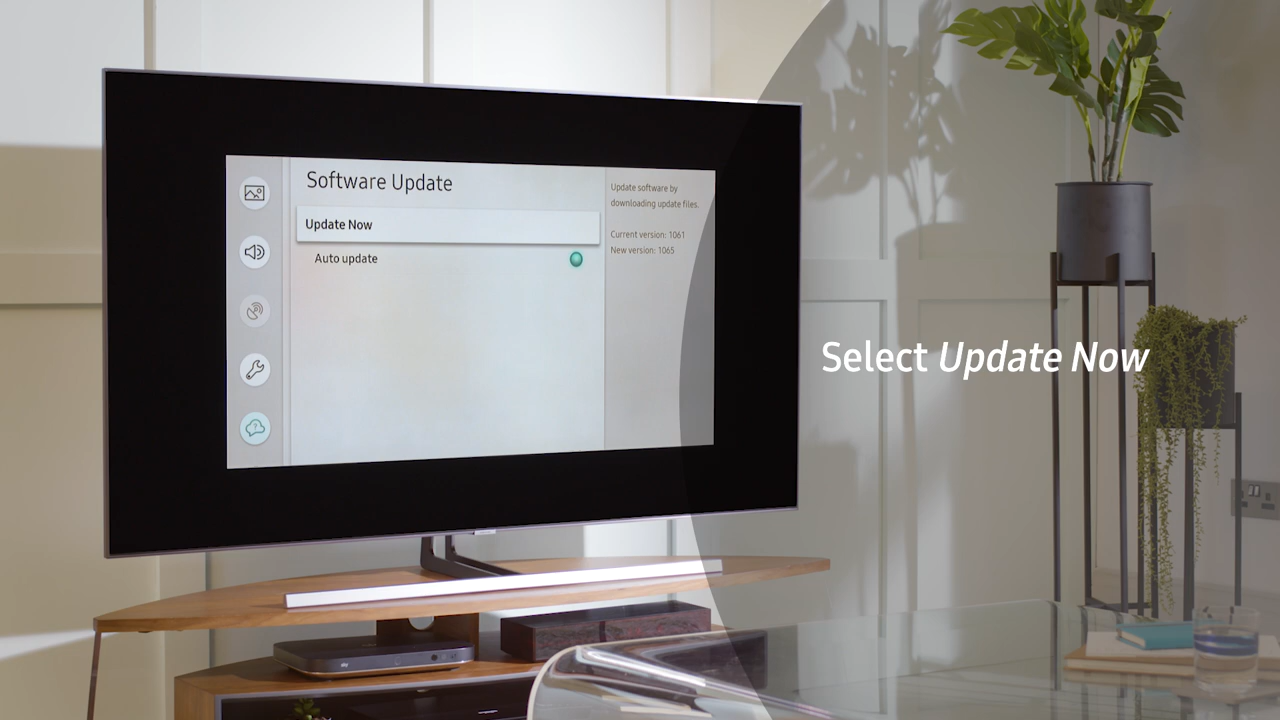 Software Update
Update Now
Auto update
Update software by
downloading update files.
Current version: 1061
New version: 1065
Select Update Now
sky